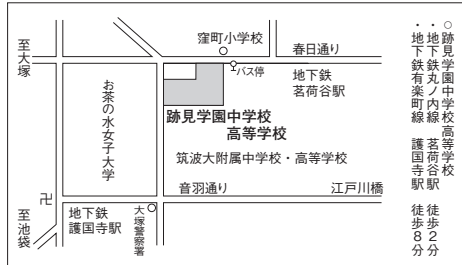 ○跡見学園中学校高等学校
・地下鉄丸ノ内線　茗荷谷駅　徒歩2分
・地下鉄有楽町線　護国寺駅　徒歩8分
窪町小学校
春日通り
至大塚
バス停
地下鉄
茗荷谷駅
お茶の水女子大学
跡見学園中学校
高等学校
筑波大附属中学校・高等学校
音羽通り
江戸川橋
卍
至池袋
地下鉄
護国寺駅
大塚警察署